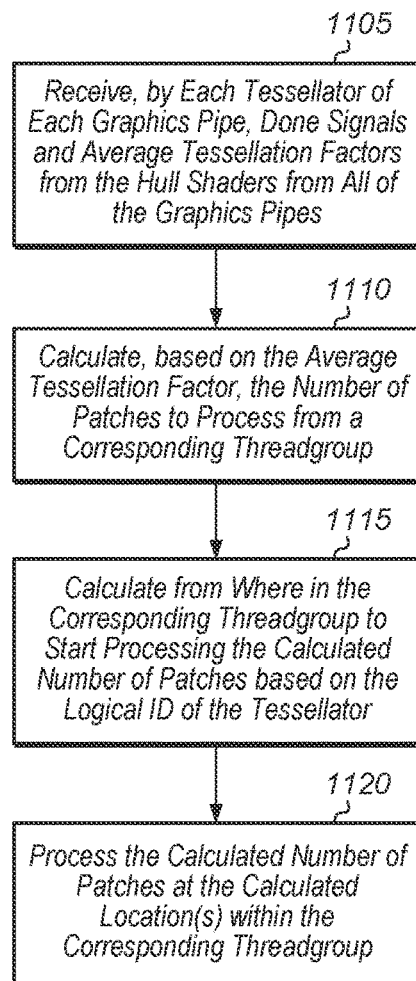 1105
Receive, by Each Tessellator of
Each Graphics Pipe, Done Signals
and Average Tessellation Factors
from the Hull Shaders from All of
the Graphics Pipes
1110
Calculate, based on the Average
Tessellation Factor, the Number of
Patches to Process from a
Corresponding Threadgroup
1115
Calculate from Where in the
Corresponding Threadgroup to
Start Processing the Calculated
Number of Patches based on the
Logical ID of the Tessellator
1120
Process the Calculated Number of
Patches at the Calculated
Location(s) within the
Corresponding Threadgroup